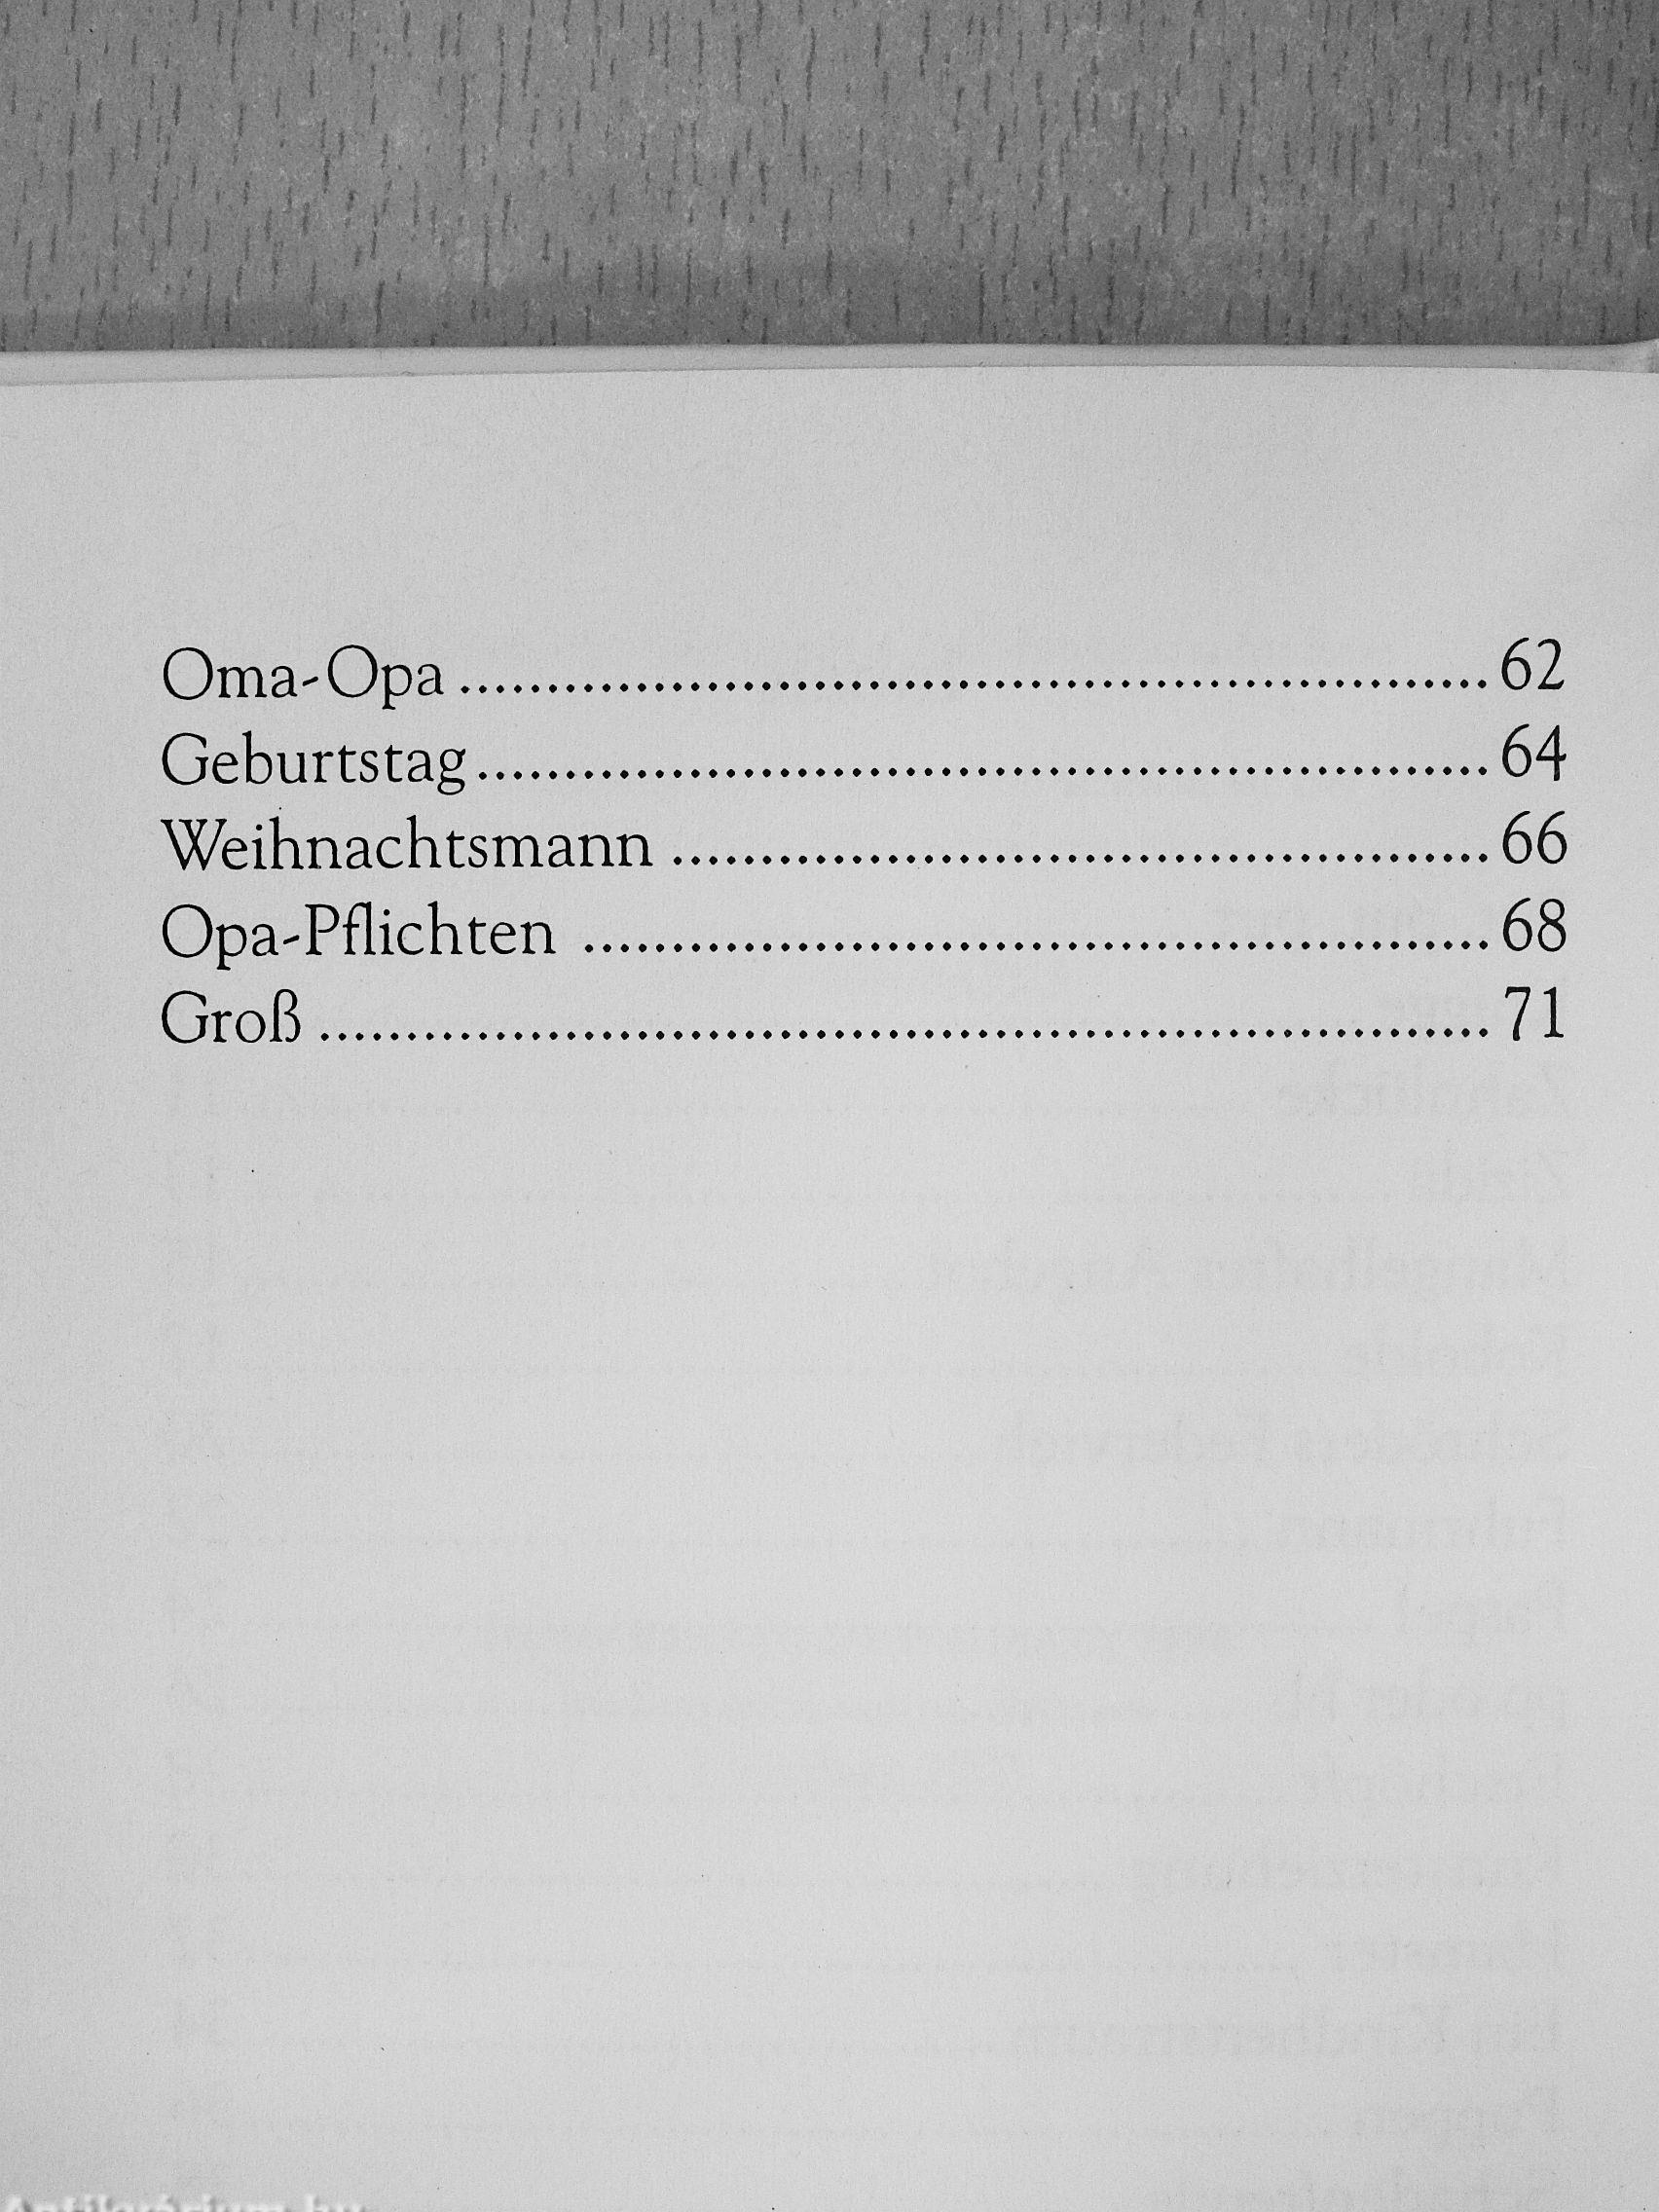 Oma-Opa ........................................................ 62
Geburtstag ........................................................ 64
Weihnachtsmann ............................................... 66
Opa-Pflichten .................................................... 68
Groß .................................................................. 71